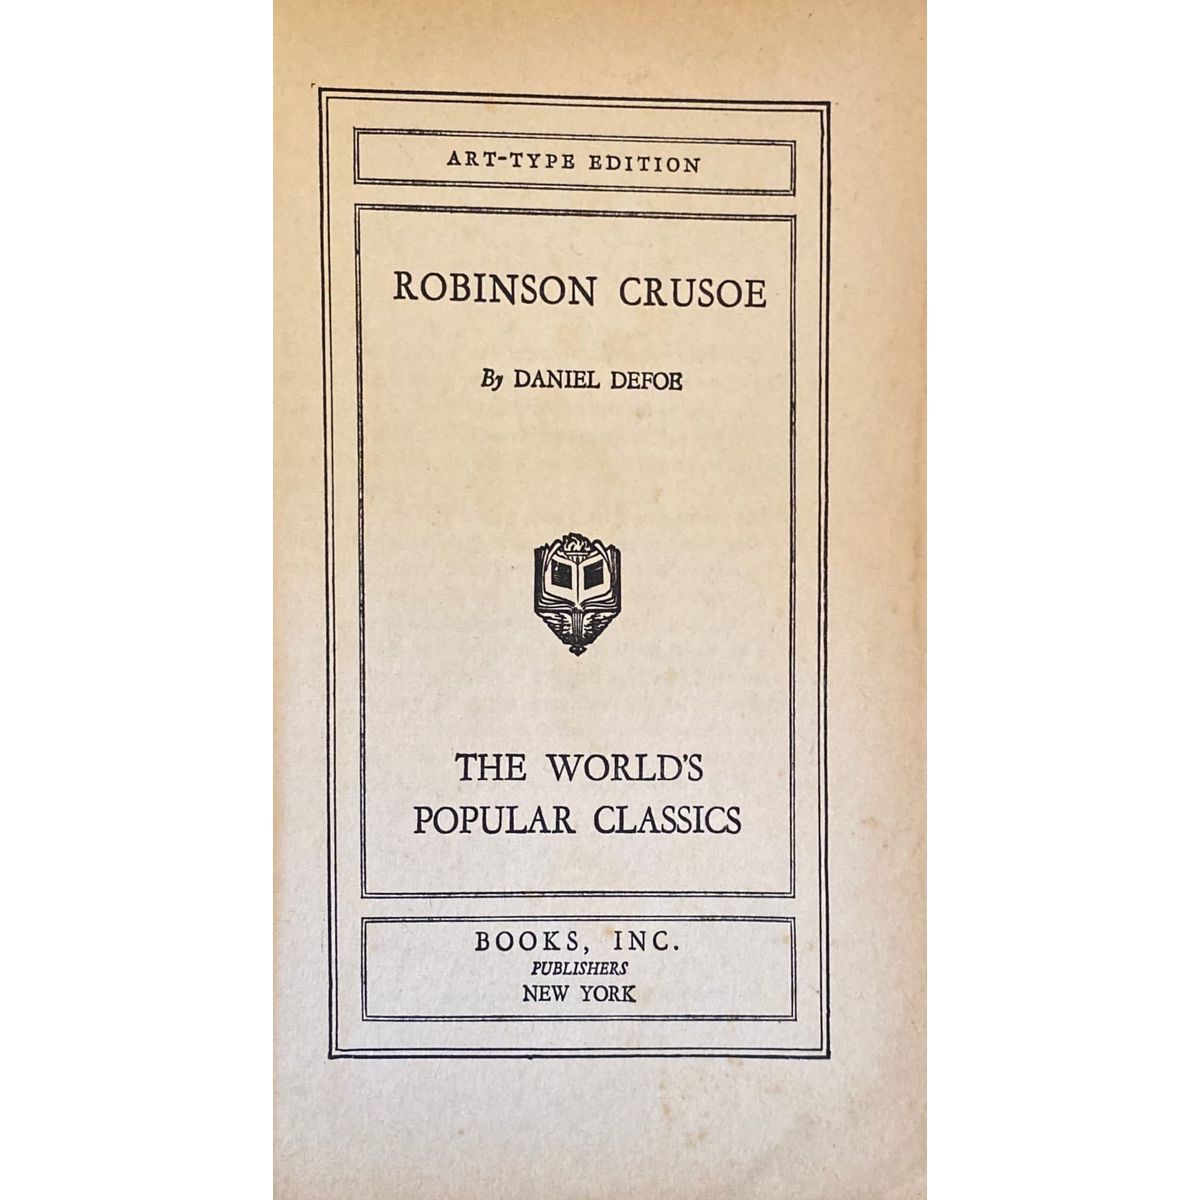 ART-TYPE EDITION
ROBINSON CRUSOE
By DANIEL DEFOE
THE WORLD'S
POPULAR CLASSICS
BOOKS, INC.
PUBLISHERS
NEW YORK